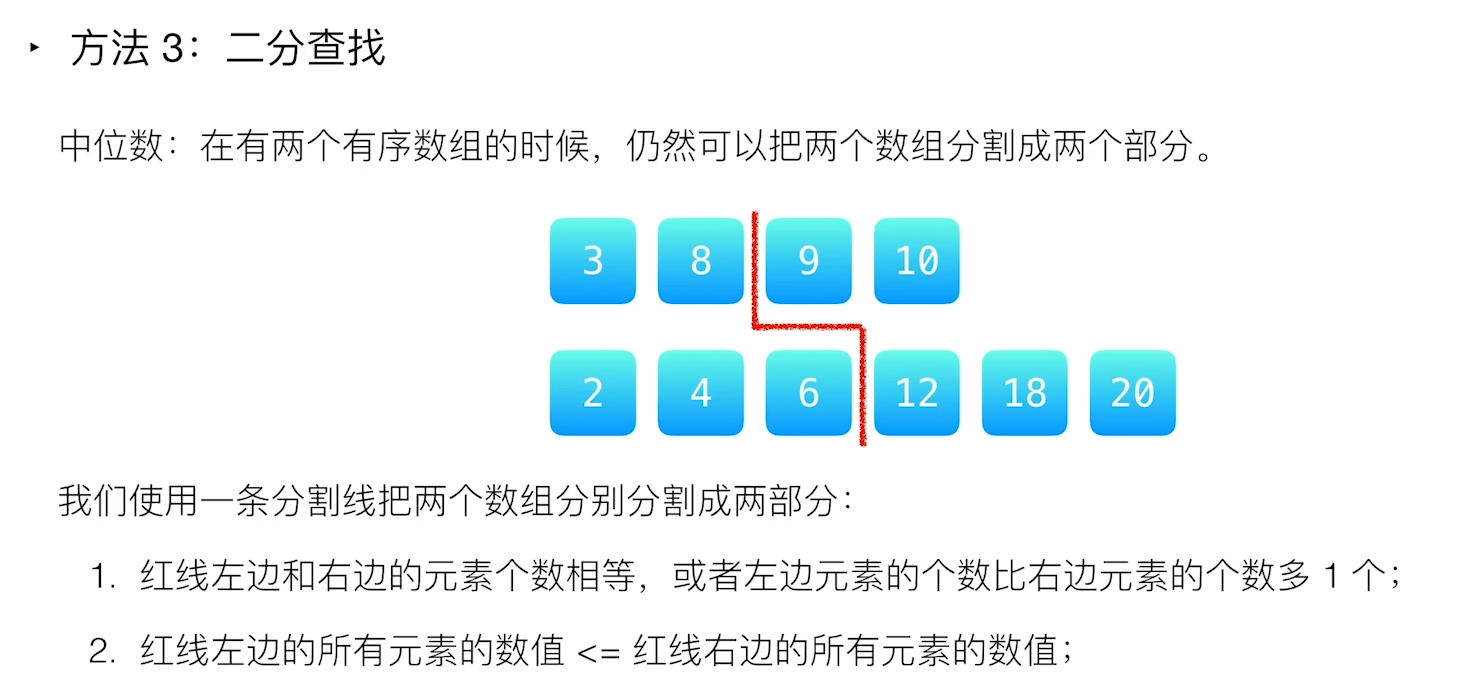 ‣ 方法 3：二分查找
中位数：在有两个有序数组的时候，仍然可以把两个数组分割成两个部分。
3 8 9 10
2 4 6 12 18 20
我们使用一条分割线把两个数组分别分割成两部分：
1. 红线左边和右边的元素个数相等，或者左边元素的个数比右边元素的个数多 1 个；
2. 红线左边的所有元素的数值 <= 红线右边的所有元素的数值；